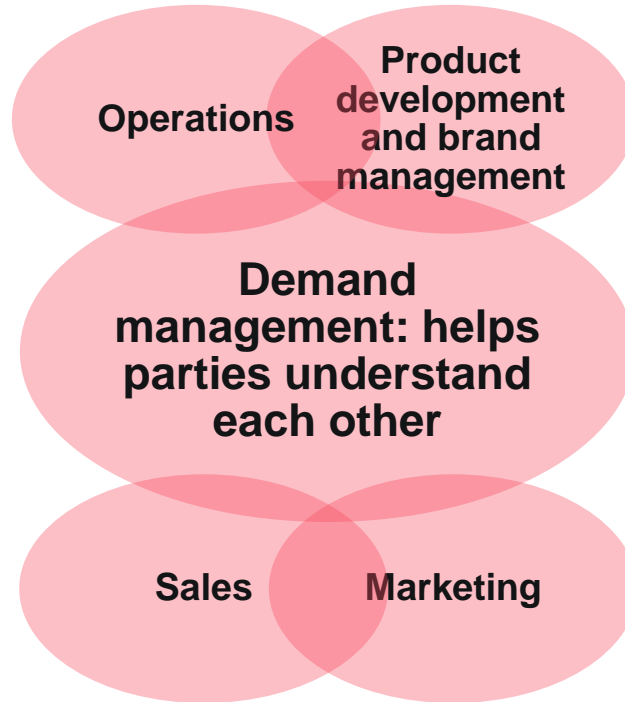 Operations
Product
development
and brand
management
Demand
management: helps
parties understand
each other
Sales
Marketing